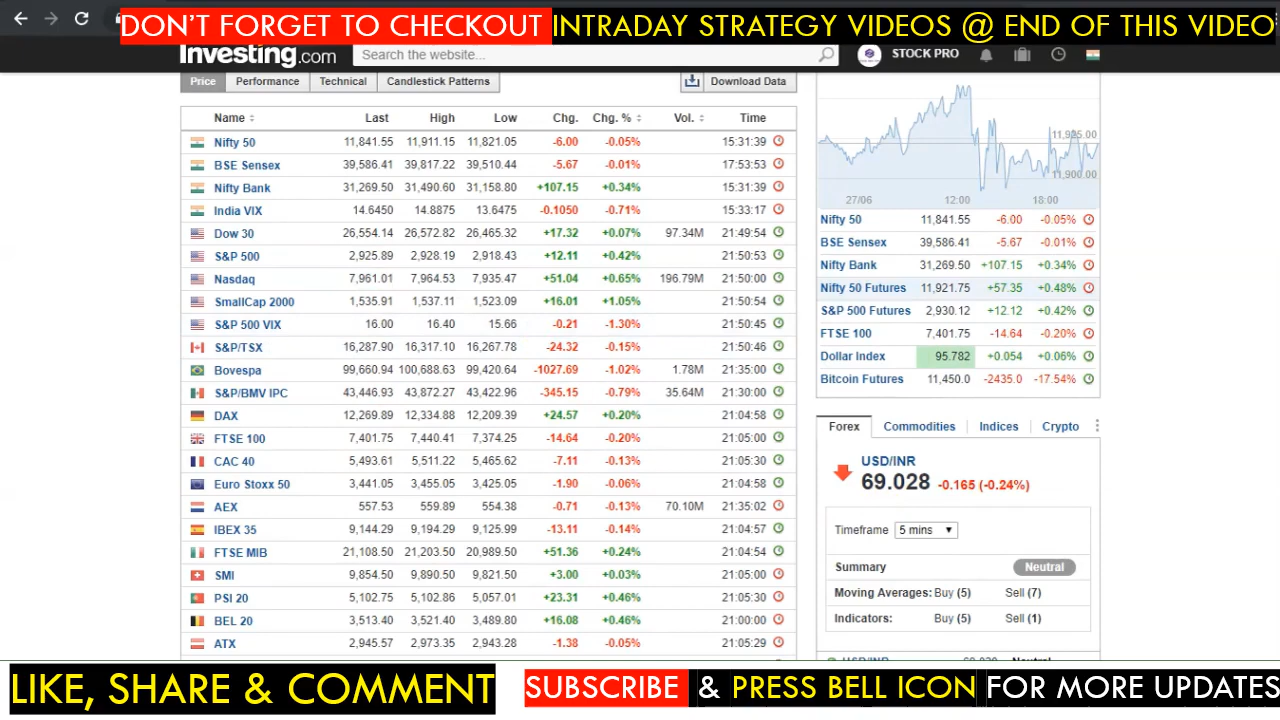 DON'T FORGET TO CHECKOUT INTRADAY STRATEGY VIDEOS @ END OF THIS VIDEO
Investing.com Search the website... STOCK PRO
Price Performance Technical Candlestick Patterns Download Data
Name Last High Low Chg. Chg. % Vol. Time
Nifty 50 11,841.55 11,911.15 11,821.05 -6.00 -0.05% 15:31:39
BSE Sensex 39,586.41 39,817.22 39,510.44 -5.67 -0.01% 17:53:53
Nifty Bank 31,269.50 31,490.60 31,158.80 +107.15 +0.34% 15:31:39
India VIX 14.6450 14.8875 13.6475 -0.1050 -0.71% 15:33:17
Dow 30 26,554.14 26,572.82 26,465.32 +17.32 +0.07% 97.34M 21:49:54
S&P 500 2,925.89 2,928.19 2,918.43 +12.11 +0.42% 21:50:53
Nasdaq 7,961.01 7,964.53 7,935.47 +51.04 +0.65% 196.79M 21:50:00
SmallCap 2000 1,535.91 1,537.11 1,523.09 +16.01 +1.05% 21:50:54
S&P 500 VIX 16.00 16.40 15.66 -0.21 -1.30% 21:50:45
S&P/TSX 16,287.90 16,317.10 16,267.78 -24.32 -0.15% 21:50:46
Bovespa 99,660.94 100,688.63 99,420.64 -1027.69 -1.02% 1.78M 21:35:00
S&P/BMV IPC 43,446.93 43,872.27 43,422.96 -345.15 -0.79% 35.64M 21:30:00
DAX 12,269.89 12,334.88 12,209.39 +24.57 +0.20% 21:04:58
FTSE 100 7,401.75 7,440.41 7,374.25 -14.64 -0.20% 21:05:00
CAC 40 5,493.61 5,511.22 5,465.62 -7.11 -0.13% 21:05:30
Euro Stoxx 50 3,441.05 3,455.05 3,425.05 -1.90 -0.06% 21:04:58
AEX 557.53 559.89 554.38 -0.71 -0.13% 70.10M 21:35:02
IBEX 35 9,144.29 9,194.29 9,125.99 -13.11 -0.14% 21:04:57
FTSE MIB 21,108.50 21,203.50 20,989.50 +51.36 +0.24% 21:04:54
SMI 9,854.50 9,890.50 9,821.50 +3.00 +0.03% 21:05:00
PSI 20 5,102.75 5,102.86 5,057.01 +23.31 +0.46% 21:05:30
BEL 20 3,513.40 3,521.40 3,489.80 +16.08 +0.46% 21:00:00
ATX 2,945.57 2,973.35 2,943.28 -1.38 -0.05% 21:05:29
11,925.00
11,900.00
27/06 12:00 18:00
Nifty 50 11,841.55 -6.00 -0.05%
BSE Sensex 39,586.41 -5.67 -0.01%
Nifty Bank 31,269.50 +107.15 +0.34%
Nifty 50 Futures 11,921.75 +57.35 +0.48%
S&P 500 Futures 2,930.12 +12.12 +0.42%
FTSE 100 7,401.75 -14.64 -0.20%
Dollar Index 95.782 +0.054 +0.06%
Bitcoin Futures 11,450.0 -2435.0 -17.54%
Forex Commodities Indices Crypto
USD/INR
69.028 -0.165 (-0.24%)
Timeframe 5 mins
Summary Neutral
Moving Averages: Buy (5) Sell (7)
Indicators: Buy (5) Sell (1)
LIKE, SHARE & COMMENT SUBSCRIBE & PRESS BELL ICON FOR MORE UPDATES